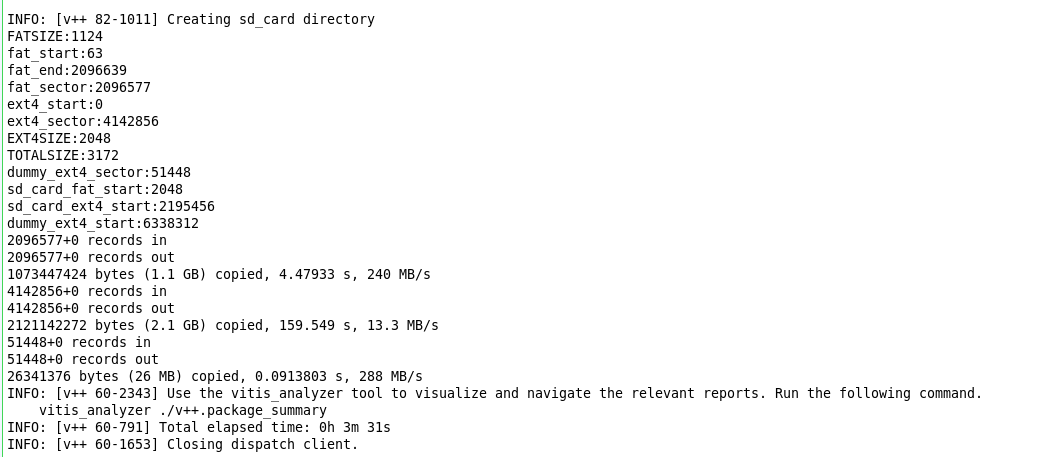 INFO: [v++ 82-1011] Creating sd_card directory
FATSIZE:1124
fat_start:63
fat_end:2096639
fat_sector:2096577
ext4_start:0
ext4_sector:4142856
EXT4SIZE:2048
TOTALSIZE:3172
dummy_ext4_sector:51448
sd_card_fat_start:2048
sd_card_ext4_start:2195456
dummy_ext4_start:6338312
2096577+0 records in
2096577+0 records out
1073447424 bytes (1.1 GB) copied, 4.47933 s, 240 MB/s
4142856+0 records in
4142856+0 records out
2121142272 bytes (2.1 GB) copied, 159.549 s, 13.3 MB/s
51448+0 records in
51448+0 records out
26341376 bytes (26 MB) copied, 0.0913803 s, 288 MB/s
INFO: [v++ 60-2343] Use the vitis_analyzer tool to visualize and navigate the relevant reports. Run the following command.
    vitis_analyzer ./v++.package_summary
INFO: [v++ 60-791] Total elapsed time: 0h 3m 31s
INFO: [v++ 60-1653] Closing dispatch client.